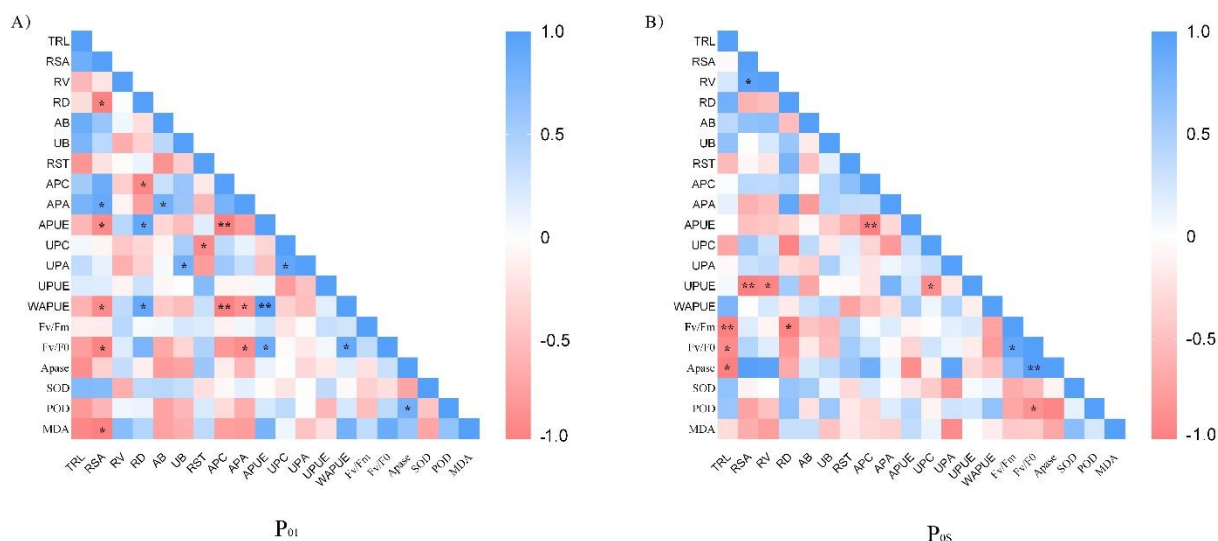 A)
TRL
RSA
RV
RD *
AB
UB
RST
APC *
APA * *
APUE * * **
UPC *
UPA * *
UPUE
WAPUE * * ** * **
Fv/Fm
Fv/F0 * * * *
Apase
SOD
POD *
MDA *
TRL RSA RV RD AB UB RST APC APA APUE UPC UPA UPUE WAPUE Fv/Fm Fv/F0 Apase SOD POD MDA
1.0
0.5
0
-0.5
-1.0
P01
B)
TRL
RSA
RV *
RD
AB
UB
RST
APC
APA
APUE **
UPC
UPA
UPUE ** * *
WAPUE
Fv/Fm ** *
Fv/F0 * *
Apase * **
SOD
POD *
MDA
TRL RSA RV RD AB UB RST APC APA APUE UPC UPA UPUE WAPUE Fv/Fm Fv/F0 Apase SOD POD MDA
1.0
0.5
0
-0.5
-1.0
P0S